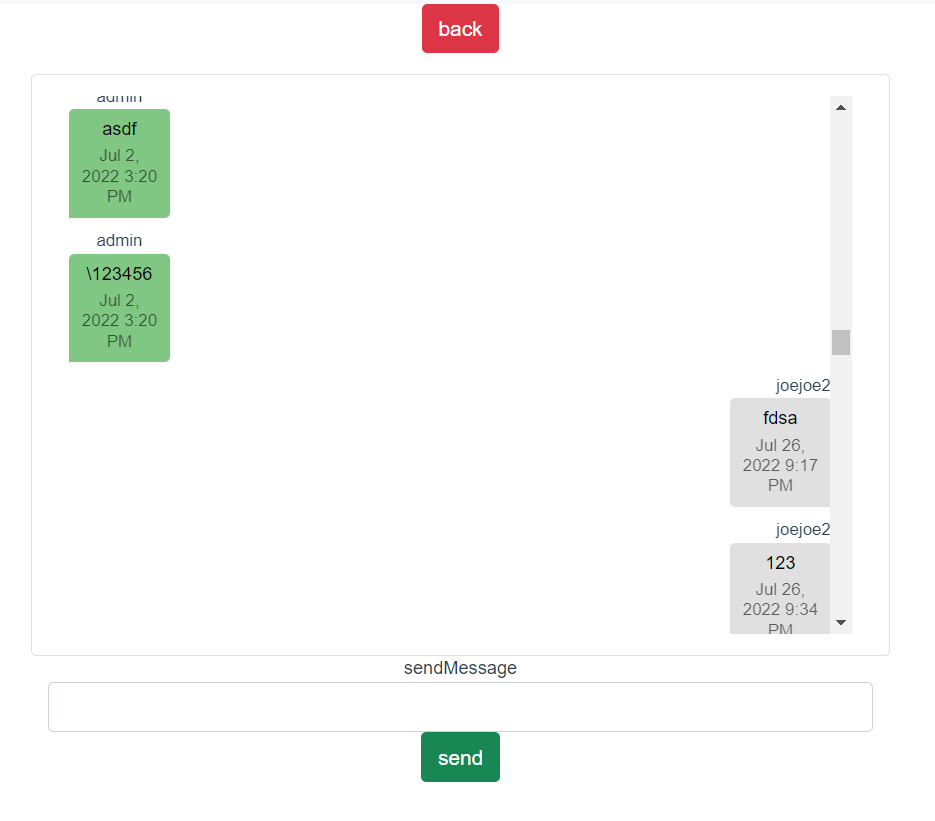 back
admin
asdf
Jul 2,
2022 3:20
PM
admin
\123456
Jul 2,
2022 3:20
PM
joejoe2
fdsa
Jul 26,
2022 9:17
PM
joejoe2
123
Jul 26,
2022 9:34
PM
sendMessage
send